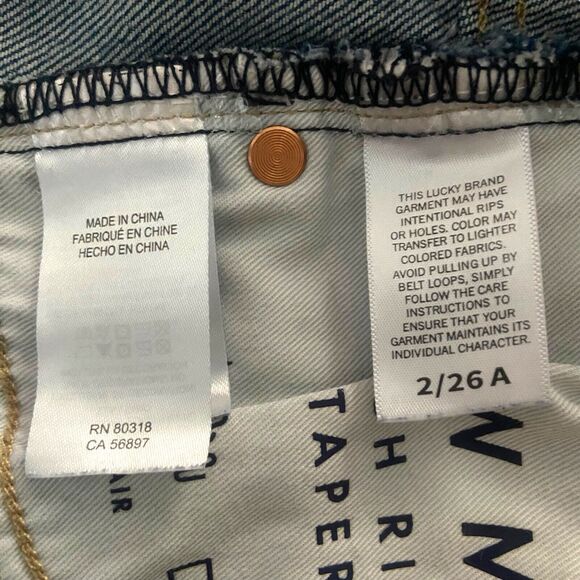 MADE IN CHINA
FABRIQUÉ EN CHINE
HECHO EN CHINA
RN 80318
CA 56897
THIS LUCKY BRAND
GARMENT MAY HAVE
INTENTIONAL RIPS
OR HOLES. COLOR MAY
TRANSFER TO LIGHTER
COLORED FABRICS.
AVOID PULLING UP BY
BELT LOOPS, SIMPLY
FOLLOW THE CARE
INSTRUCTIONS TO
ENSURE THAT YOUR
GARMENT MAINTAINS ITS
INDIVIDUAL CHARACTER.
2/26 A
AIR
TAPER
HRI
W M